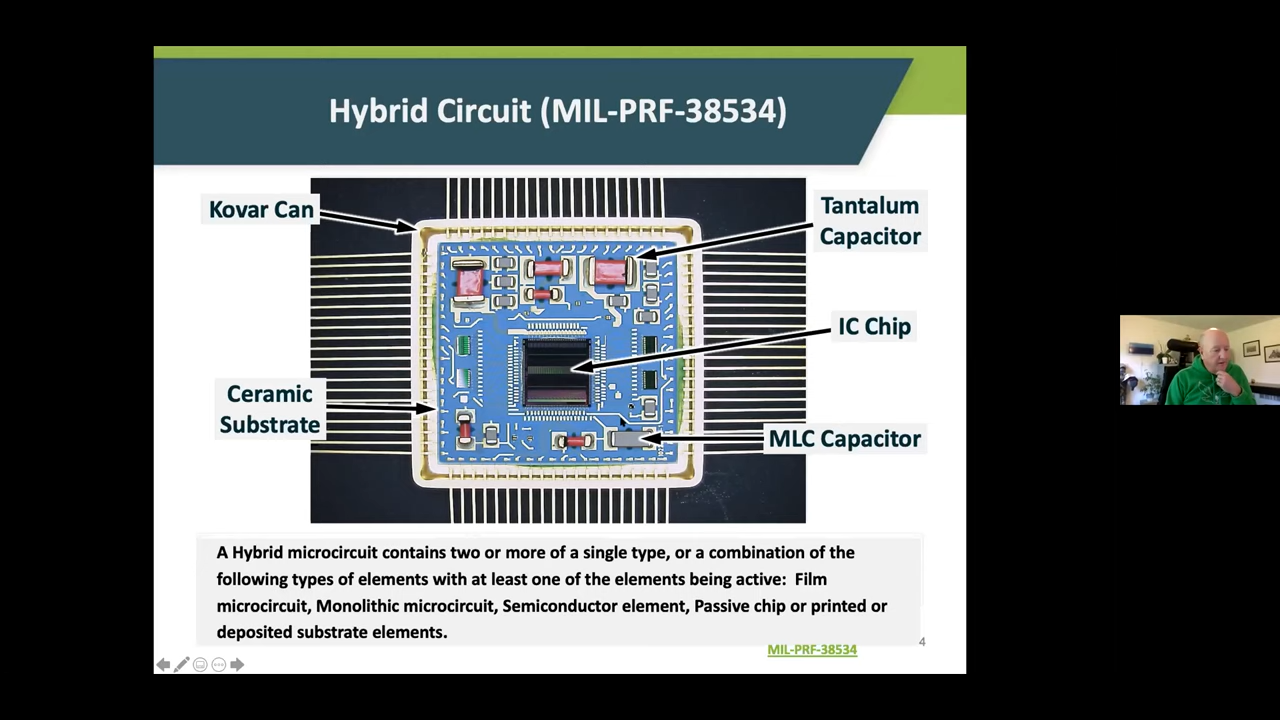 Hybrid Circuit (MIL-PRF-38534)
Kovar Can
Tantalum
Capacitor
IC Chip
Ceramic
Substrate
MLC Capacitor
A Hybrid microcircuit contains two or more of a single type, or a combination of the
following types of elements with at least one of the elements being active:  Film
microcircuit, Monolithic microcircuit, Semiconductor element, Passive chip or printed or
deposited substrate elements.
MIL-PRF-38534
4